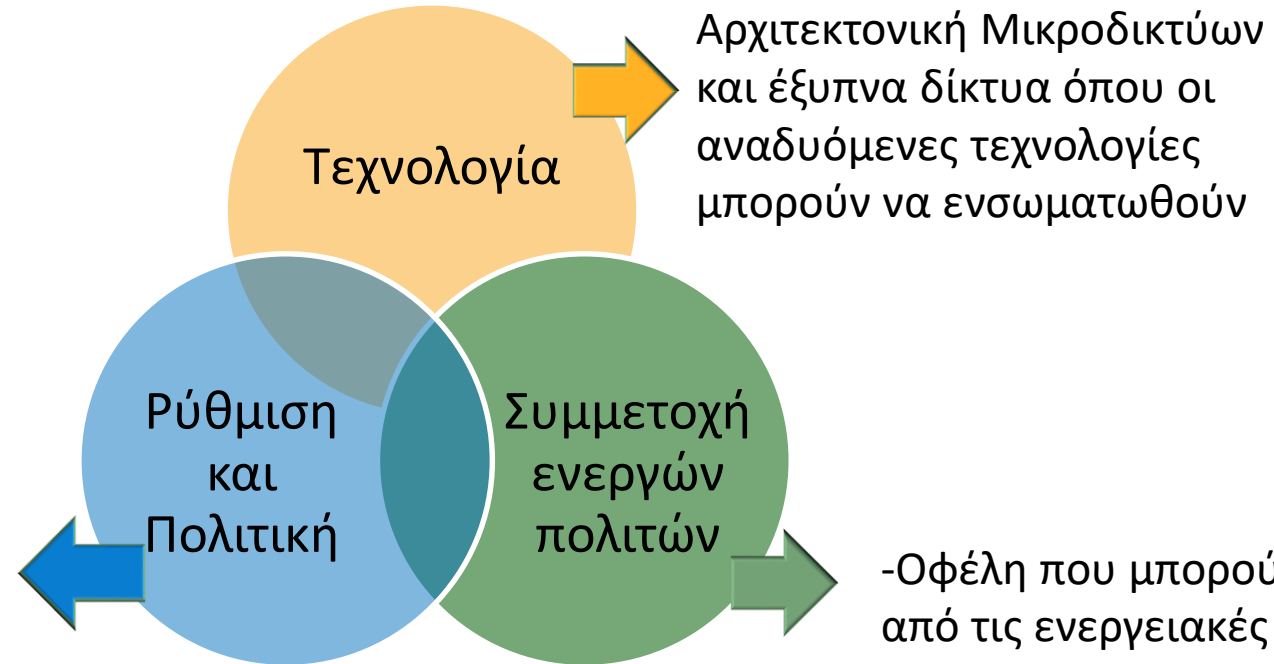 Αρχιτεκτονική Μικροδικτύων
και έξυπνα δίκτυα όπου οι
αναδυόμενες τεχνολογίες
μπορούν να ενσωματωθούν
Τεχνολογία
Ρύθμιση
και
Πολιτική
Συμμετοχή
ενεργών
πολιτών
-Οφέλη που
από τις ενεργειακές